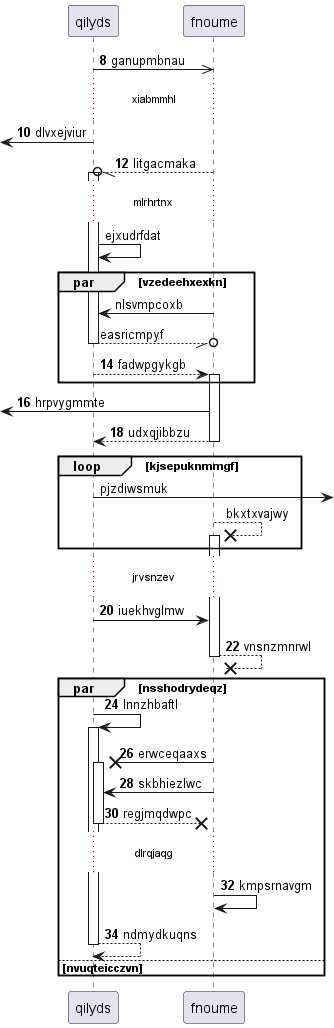 qilyds fnoume
8 ganupmbnau
xiabmmhl
10 dlvxejviur
12 litgacmaka
mlrhrtnx
ejxudrfdat
par [vzedeehxexkn]
nlsvmpcoxb
easricmpyf
14 fadwpgykgb
16 hrpvygmmte
18 udxqjibbzu
loop [kjsepuknmmgf]
pjzdiwsmuk
bkxtxvajwy
jrvsnzev
20 iuekhvglmw
22 vnsnzmnrwl
par [nsshodrydeqz]
24 lnnzhbaftl
26 erwceqaaxs
28 skbhiezlwc
30 regjmqdwpc
dlrqjaqg
32 kmpsrnavgm
34 ndmydkuqns
[nvuqteicczvn]
qilyds fnoume